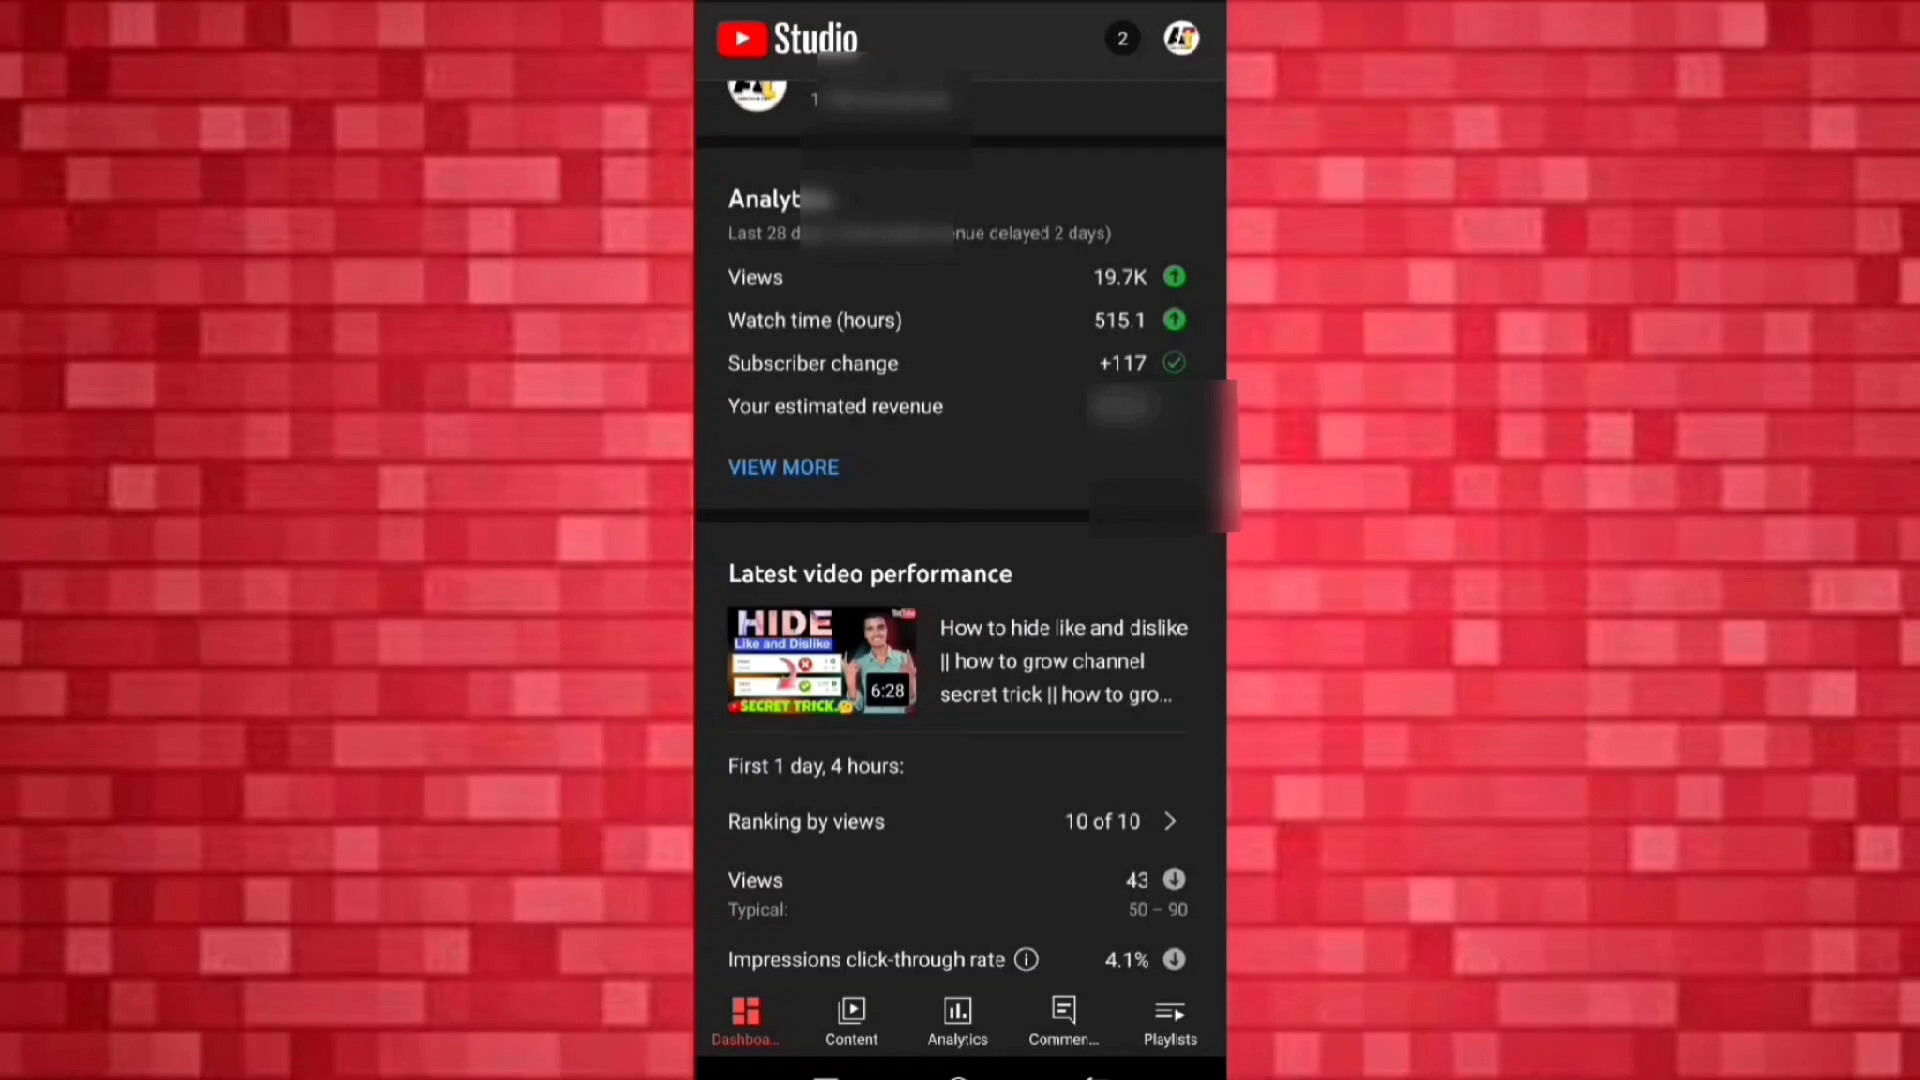 Studio
2
1
Analyt
Last 28 d nue delayed 2 days)
Views 19.7K
Watch time (hours) 515.1
Subscriber change +117
Your estimated revenue
VIEW MORE
Latest video performance
HIDE
Like and Dislike
SECRET TRICK.
6:28
How to hide like and dislike
|| how to grow channel
secret trick || how to gro...
First 1 day, 4 hours:
Ranking by views 10 of 10
Views 43
Typical: 50 – 90
Impressions click-through rate 4.1%
Dashboa... Content Analytics Commen... Playlists